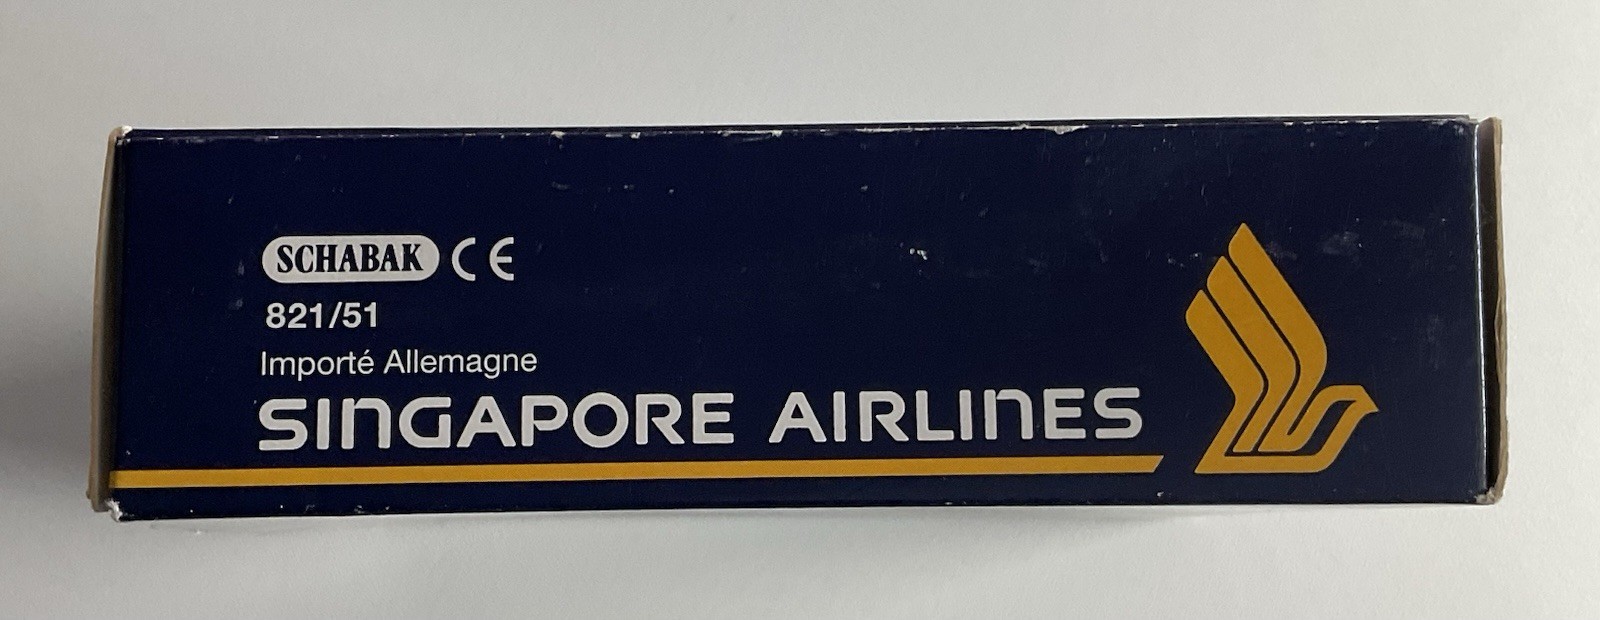 SCHABAK CE
821/51
Importé Allemagne
SINGAPORE AIRLINES